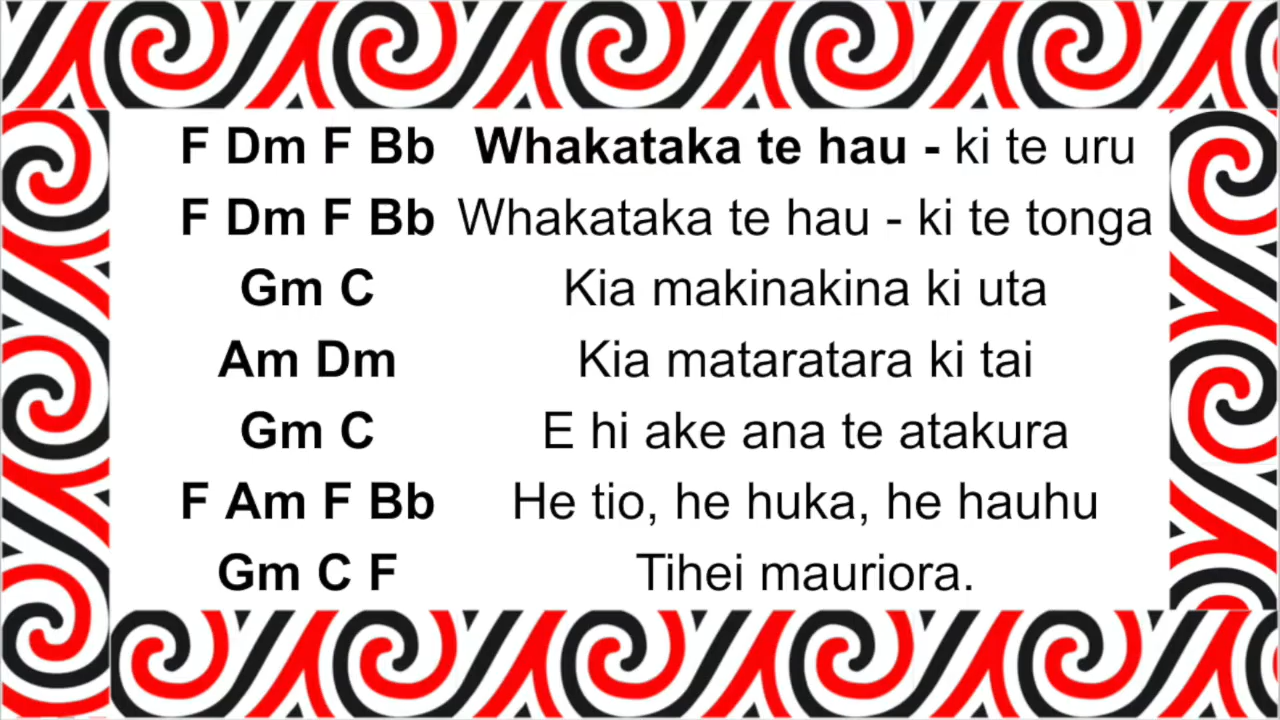 F Dm F Bb Whakataka te hau - ki te uru
F Dm F Bb Whakataka te hau - ki te tonga
Gm C Kia makinakina ki uta
Am Dm Kia mataratara ki tai
Gm C E hi ake ana te atakura
F Am F Bb He tio, he huka, he hauhu
Gm C F Tihei mauriora.